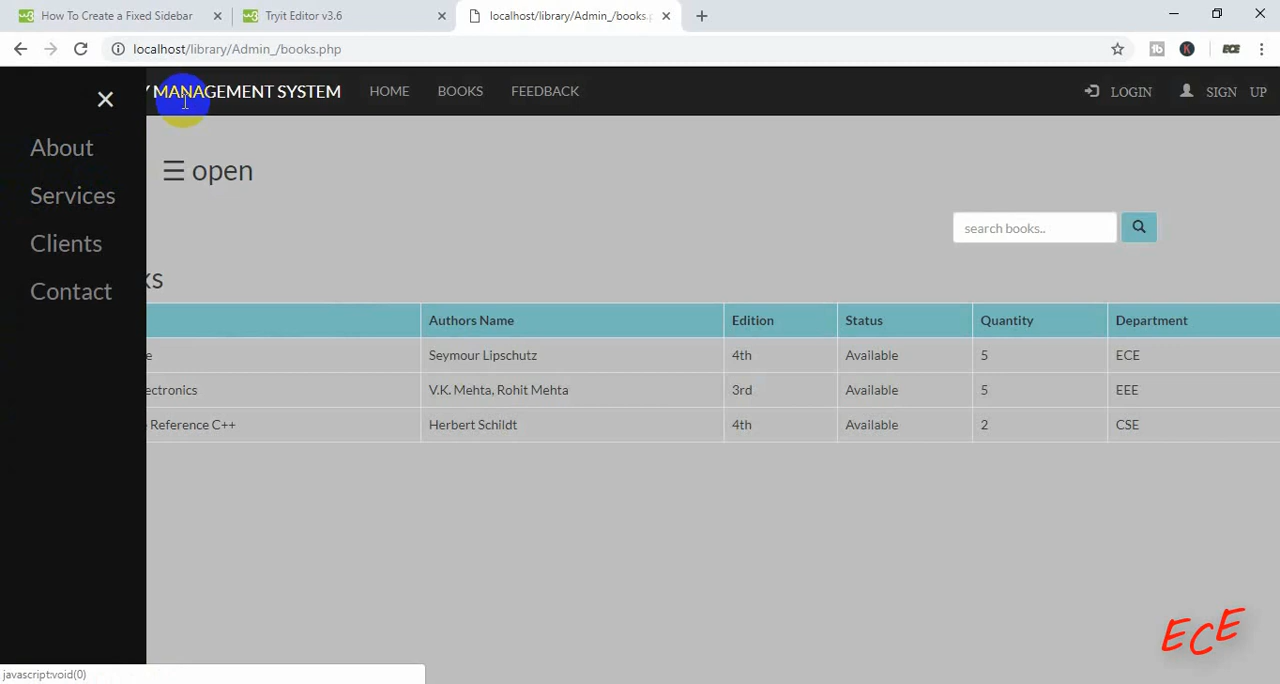 How To Create a Fixed Sidebar
Tryit Editor v3.6
localhost/library/Admin_/books.
localhost/library/Admin_/books.php
ECE
MANAGEMENT SYSTEM HOME BOOKS FEEDBACK LOGIN SIGN UP
About
Services
Clients
Contact
☰ open
search books..
ks
Authors Name Edition Status Quantity Department
e Seymour Lipschutz 4th Available 5 ECE
ectronics V.K. Mehta, Rohit Mehta 3rd Available 5 EEE
Reference C++ Herbert Schildt 4th Available 2 CSE
ECE
javascript:void(0)